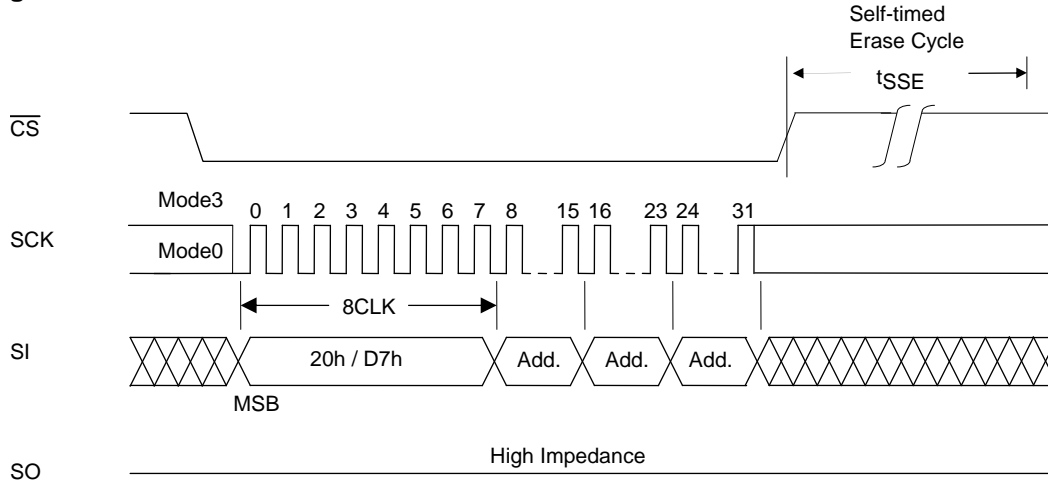 Self-timed
Erase Cycle
tSSE
CS
Mode3
0 1 2 3 4 5 6 7 8 15 16 23 24 31
SCK
Mode0
8CLK
SI
20h / D7h Add. Add. Add.
MSB
High Impedance
SO